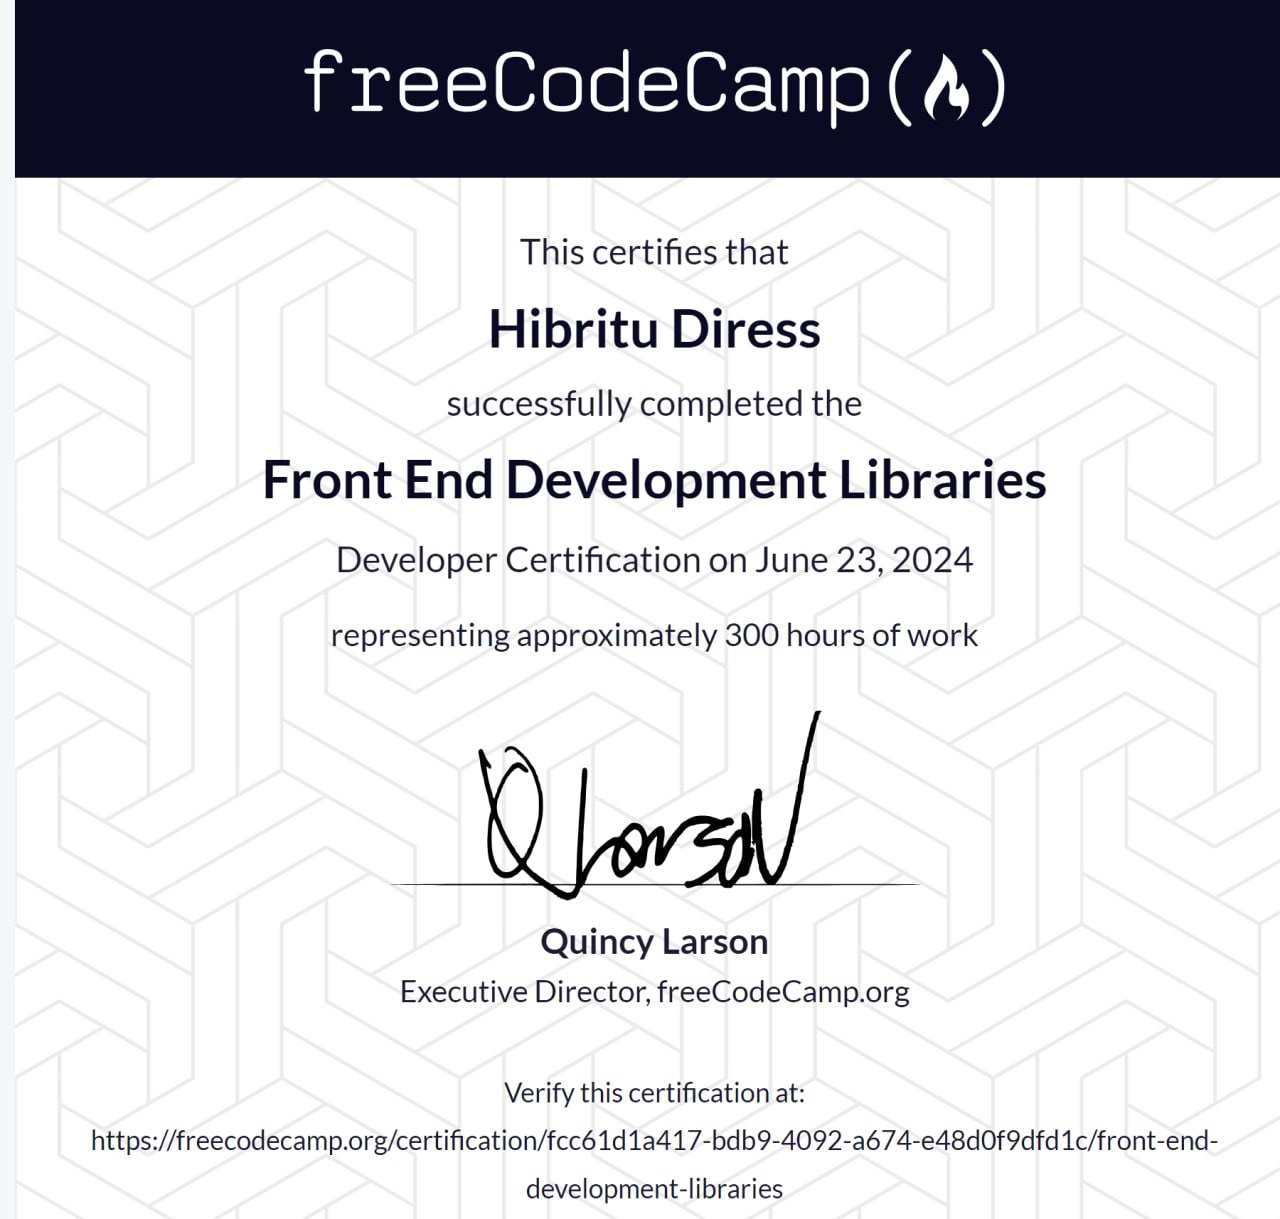 freeCodeCamp
This certifies that
Hibritu Diress
successfully completed the
Front End Development Libraries
Developer Certification on June 23, 2024
representing approximately 300 hours of work
Q Larson
Quincy Larson
Executive Director, freeCodeCamp.org
Verify this certification at:
https://freecodecamp.org/certification/fcc61d1a417-bdb9-4092-a674-e48d0f9dfd1c/front-end-
development-libraries